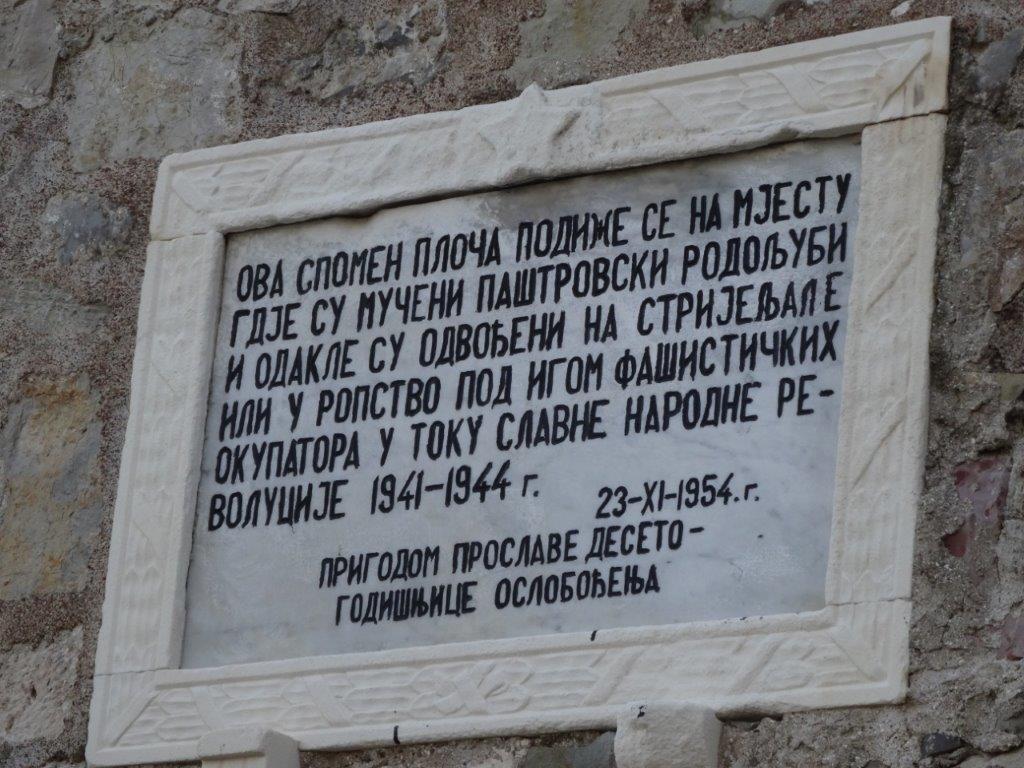 ОВА СПОМЕН ПЛОЧА ПОДИЖЕ СЕ НА МЈЕСТУ
ГДЈЕ СУ МУЧЕНИ ПАШТРОВСКИ РОДОЉУБИ
И ОДАКЛЕ СУ ОДВОЂЕНИ НА СТРИЈЕЉАЛЕ
ИЛИ У РОПСТВО ПОД ИГОМ ФАШИСТИЧКИХ
ОКУПАТОРА У ТОКУ СЛАВНЕ НАРОДНЕ РЕ-
ВОЛУЦИЈЕ 1941-1944 г.
23-XI-1954.г.
ПРИГОДОМ ПРОСЛАВЕ ДЕСЕТО-
ГОДИШЊИЦЕ ОСЛОБОЂЕЊА